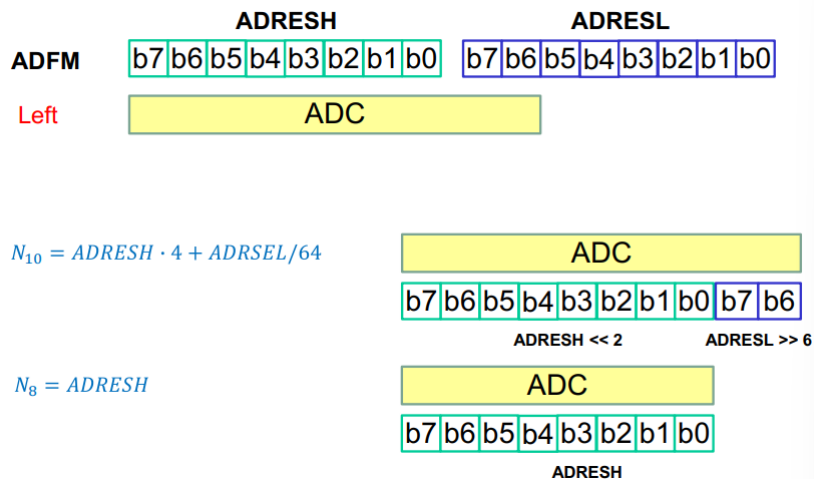 ADRESH ADRESL
ADFM b7 b6 b5 b4 b3 b2 b1 b0 b7 b6 b5 b4 b3 b2 b1 b0
Left ADC
N₁₀ = ADRESH · 4 + ADRSEL/64 ADC
b7 b6 b5 b4 b3 b2 b1 b0 b7 b6
ADRESH << 2 ADRESL >> 6
N₈ = ADRESH ADC
b7 b6 b5 b4 b3 b2 b1 b0
ADRESH